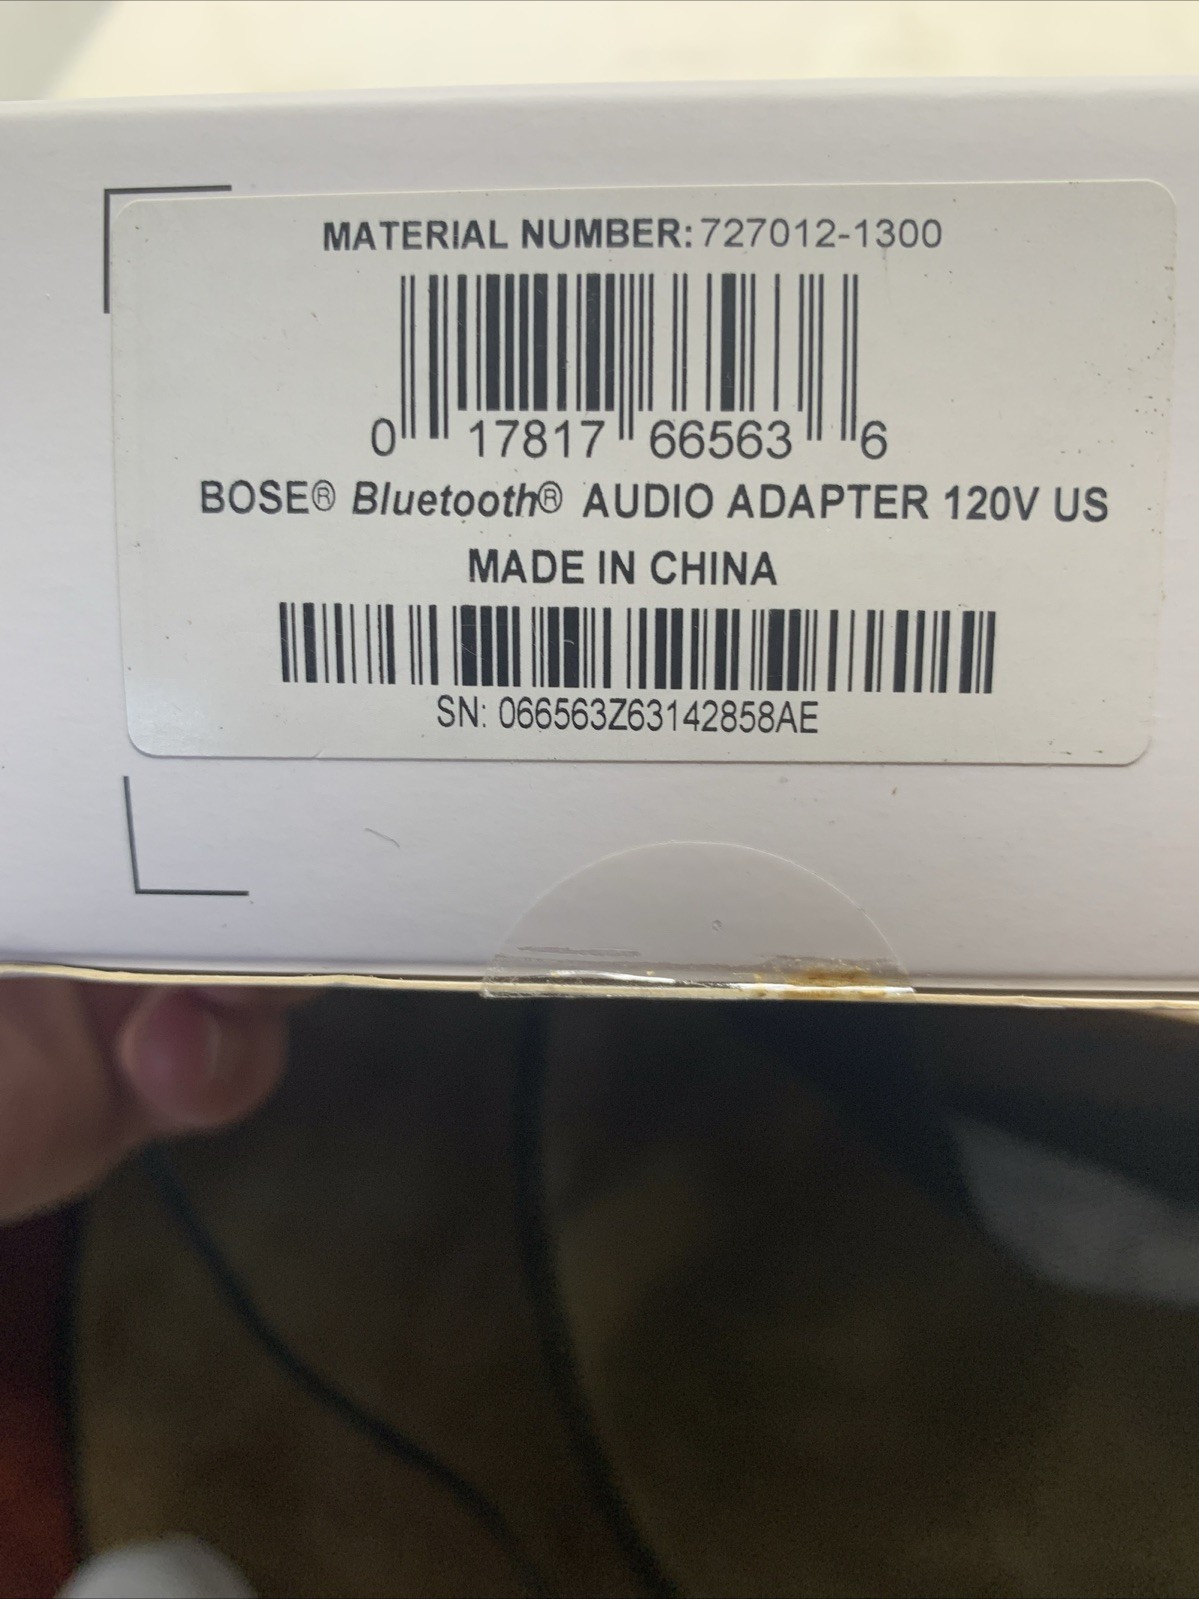 MATERIAL NUMBER: 727012-1300
0 17817 66563 6
BOSE® Bluetooth® AUDIO ADAPTER 120V US
MADE IN CHINA
SN: 066563Z63142858AE